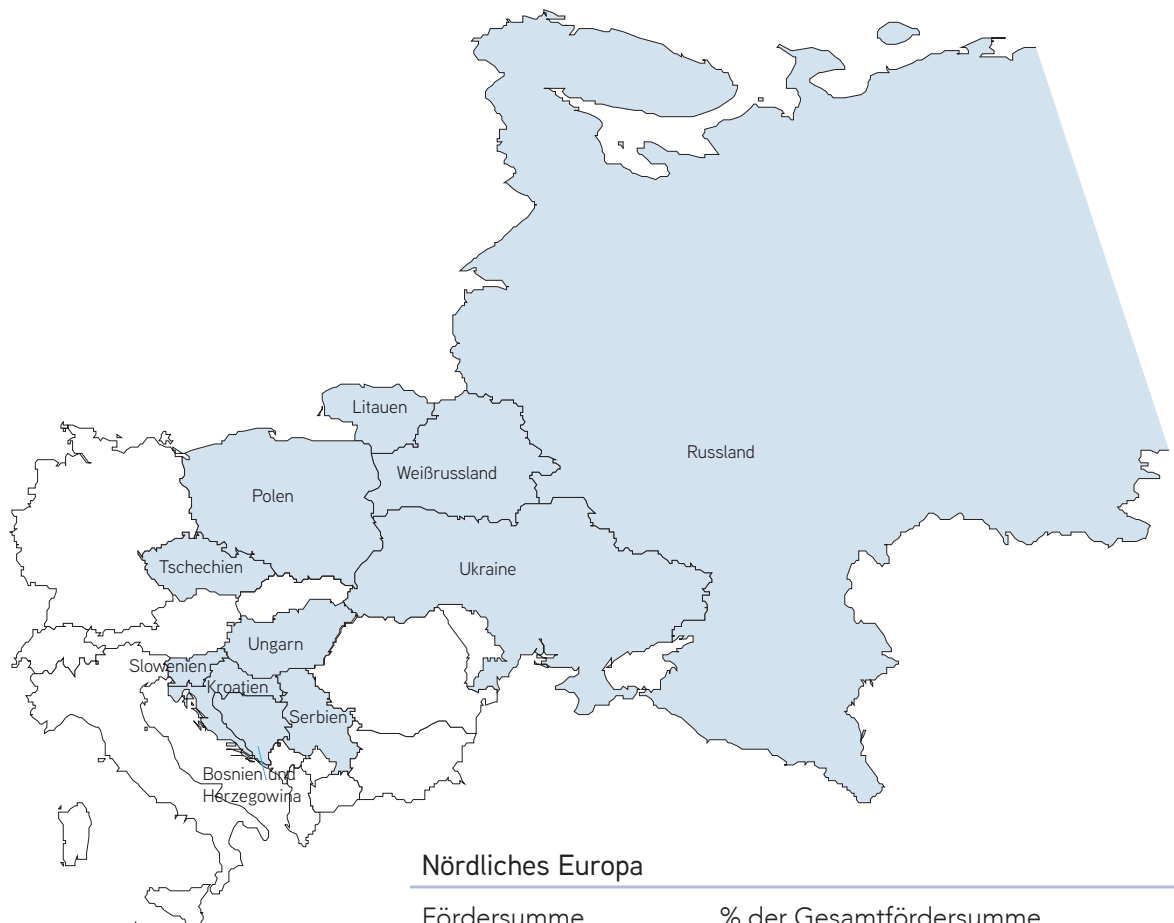 Litauen
Russland
Weißrussland
Polen
Tschechien
Ukraine
Ungarn
Slowenien
Kroatien
Serbien
Bosnien und
Herzegowina
Nördliches Europa
Fördersumme % der Gesamtfördersumme